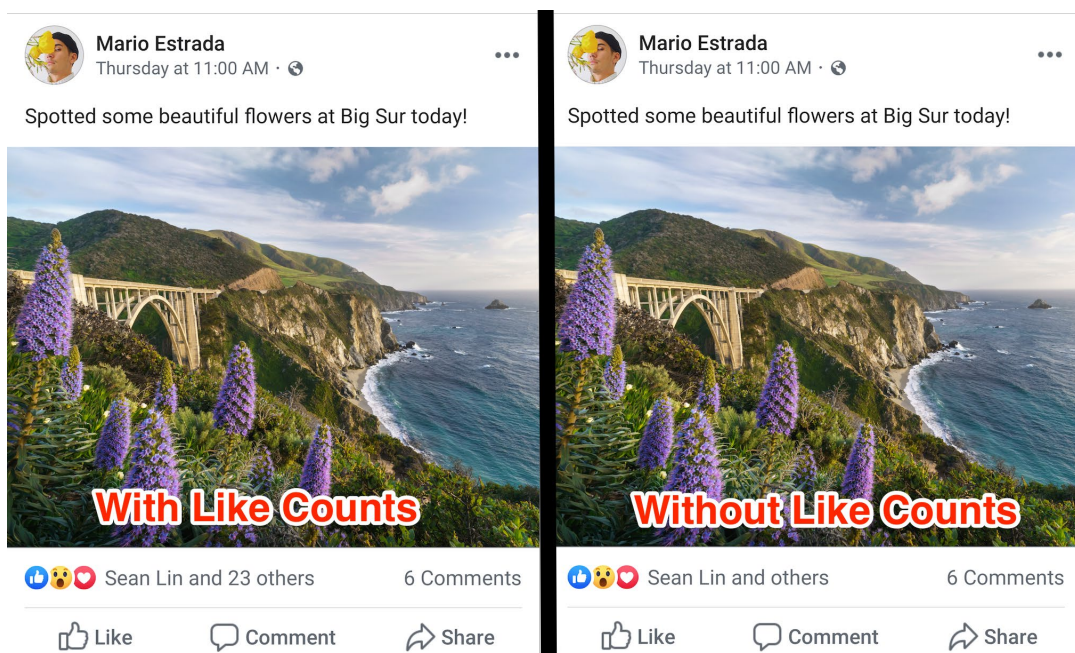 Mario Estrada
Thursday at 11:00 AM ·
Spotted some beautiful flowers at Big Sur today!
With Like Counts
Sean Lin and 23 others 6 Comments
Like Comment Share
Mario Estrada
Thursday at 11:00 AM ·
Spotted some beautiful flowers at Big Sur today!
Without Like Counts
Sean Lin and others 6 Comments
Like Comment Share